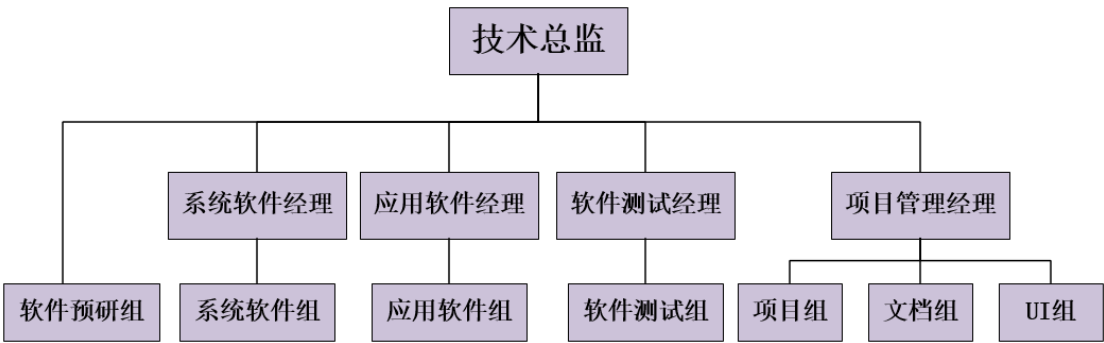 技术总监
系统软件经理
应用软件经理
软件测试经理
项目管理经理
软件预研组
系统软件组
应用软件组
软件测试组
项目组
文档组
UI组